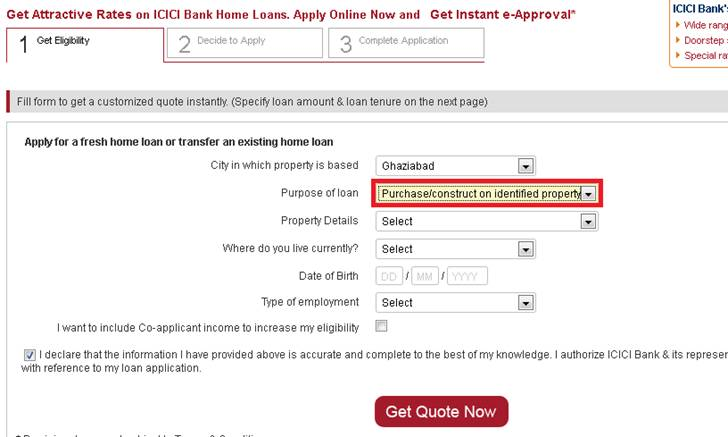 Get Attractive Rates on ICICI Bank Home Loans. Apply Online Now and Get Instant e-Approval*
ICICI Bank's
Wide rang
Doorstep
Special ra
1 Get Eligibility
2 Decide to Apply
3 Complete Application
Fill form to get a customized quote instantly. (Specify loan amount & loan tenure on the next page)
Apply for a fresh home loan or transfer an existing home loan
City in which property is based Ghaziabad
Purpose of loan Purchase/construct on identified property
Property Details Select
Where do you live currently? Select
Date of Birth DD / MM / YYYY
Type of employment Select
I want to include Co-applicant income to increase my eligibility
I declare that the information I have provided above is accurate and complete to the best of my knowledge. I authorize ICICI Bank & its represen
with reference to my loan application.
Get Quote Now